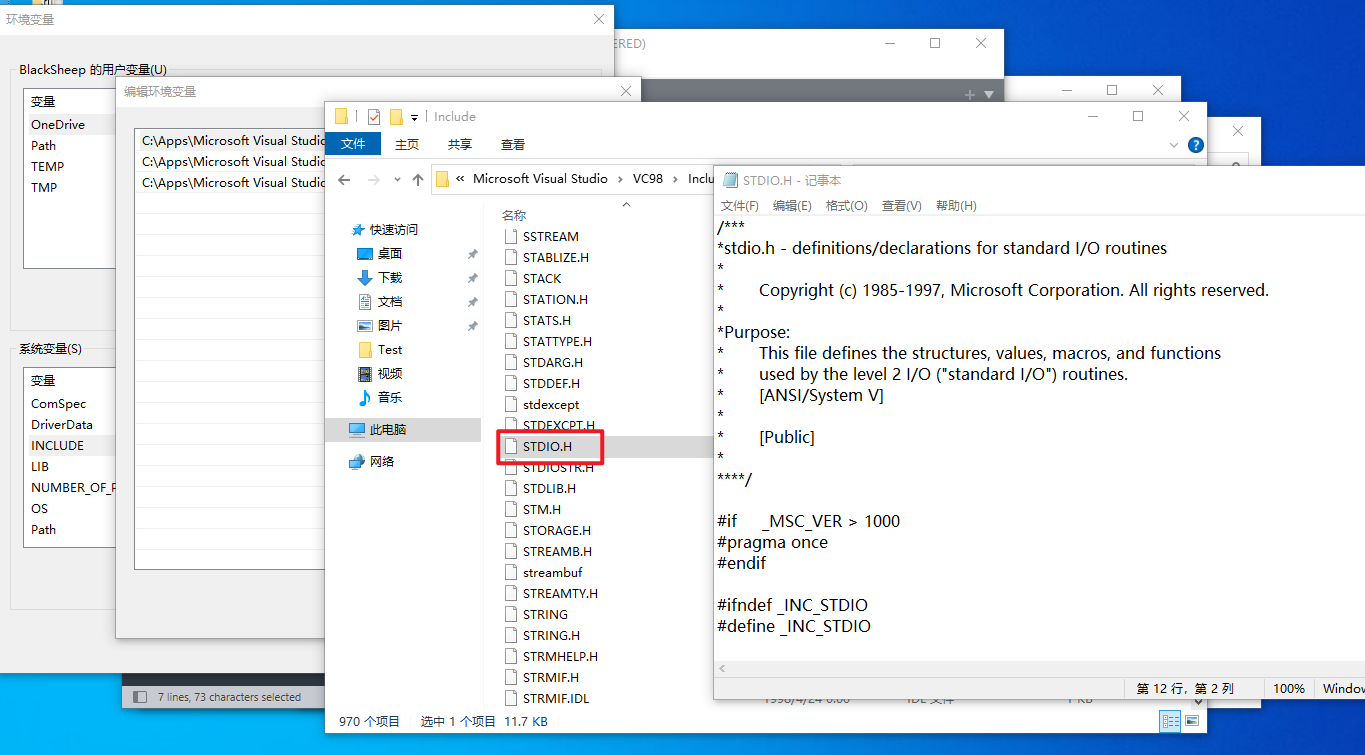 环境变量
BlackSheep 的用户变量(U)
变量
OneDrive
Path
TEMP
TMP
系统变量(S)
变量
ComSpec
DriverData
INCLUDE
LIB
NUMBER_OF_P
OS
Path
编辑环境变量
C:\Apps\Microsoft Visual Studio
C:\Apps\Microsoft Visual Studio
C:\Apps\Microsoft Visual Studio
7 lines, 73 characters selected
ERED)
Include
文件 主页 共享 查看
« Microsoft Visual Studio › VC98 › Inclu
快速访问
桌面
下载
文档
图片
Test
视频
音乐
此电脑
网络
名称
SSTREAM
STABLIZE.H
STACK
STATION.H
STATS.H
STATTYPE.H
STDARG.H
STDDEF.H
stdexcept
STDEXCPT.H
STDIO.H
STDIOSTR.H
STDLIB.H
STM.H
STORAGE.H
STREAMB.H
streambuf
STREAMTY.H
STRING
STRING.H
STRMHELP.H
STRMIF.H
STRMIF.IDL
1998/4/24 0:00 IDL 文件 1 KB
970 个项目 选中 1 个项目 11.7 KB
STDIO.H - 记事本
文件(F) 编辑(E) 格式(O) 查看(V) 帮助(H)
/***
*stdio.h - definitions/declarations for standard I/O routines
*
* Copyright (c) 1985-1997, Microsoft Corporation. All rights reserved.
*
*Purpose:
* This file defines the structures, values, macros, and functions
* used by the level 2 I/O ("standard I/O") routines.
* [ANSI/System V]
*
* [Public]
*
****/
#if _MSC_VER > 1000
#pragma once
#endif
#ifndef _INC_STDIO
#define _INC_STDIO
第 12 行，第 2 列 100% Window